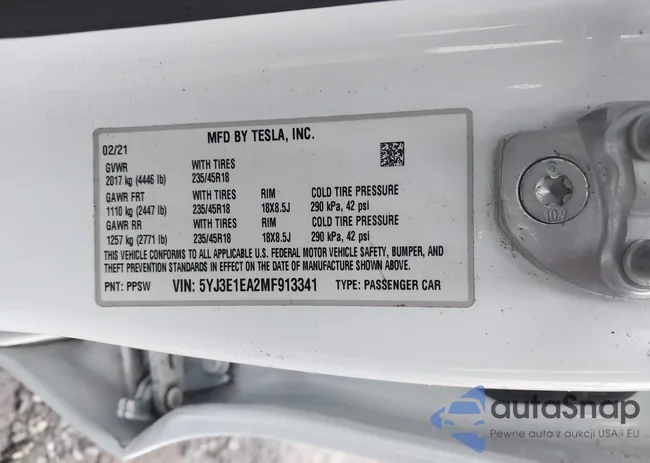 MFD BY TESLA, INC.
02/21
GVWR WITH TIRES
2017 kg (4446 lb) 235/45R18
GAWR FRT WITH TIRES RIM COLD TIRE PRESSURE
1110 kg (2447 lb) 235/45R18 18X8.5J 290 kPa, 42 psi
GAWR RR WITH TIRES RIM COLD TIRE PRESSURE
1257 kg (2771 lb) 235/45R18 18X8.5J 290 kPa, 42 psi
THIS VEHICLE CONFORMS TO ALL APPLICABLE U.S. FEDERAL MOTOR VEHICLE SAFETY, BUMPER, AND
THEFT PREVENTION STANDARDS IN EFFECT ON THE DATE OF MANUFACTURE SHOWN ABOVE.
PNT: PPSW VIN: 5YJ3E1EA2MF913341 TYPE: PASSENGER CAR
10.9
autaSnap
Pewne auta z aukcji USA i EU